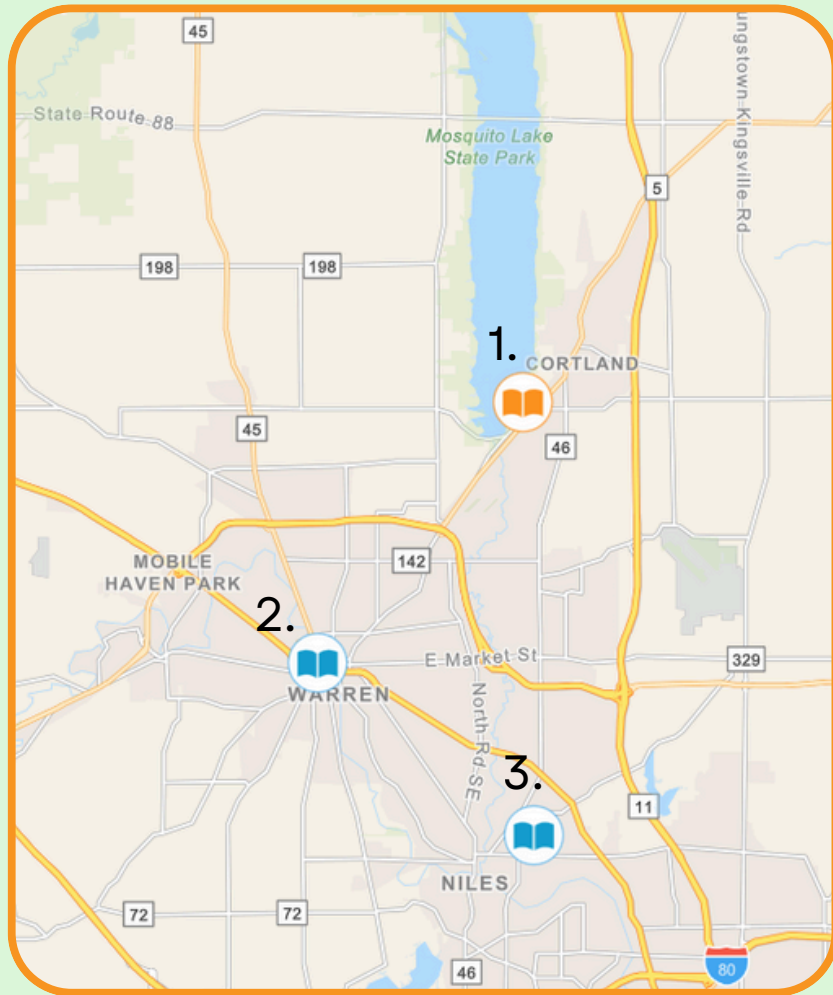 45
State Route 88
Mosquito Lake
State Park
ungstown Kingsville Rd
5
198
198
1.
CORTLAND
45
46
142
MOBILE
HAVEN PARK
2.
E Market St
329
WARREN
North Rd SE
3.
11
NILES
72
72
46
80